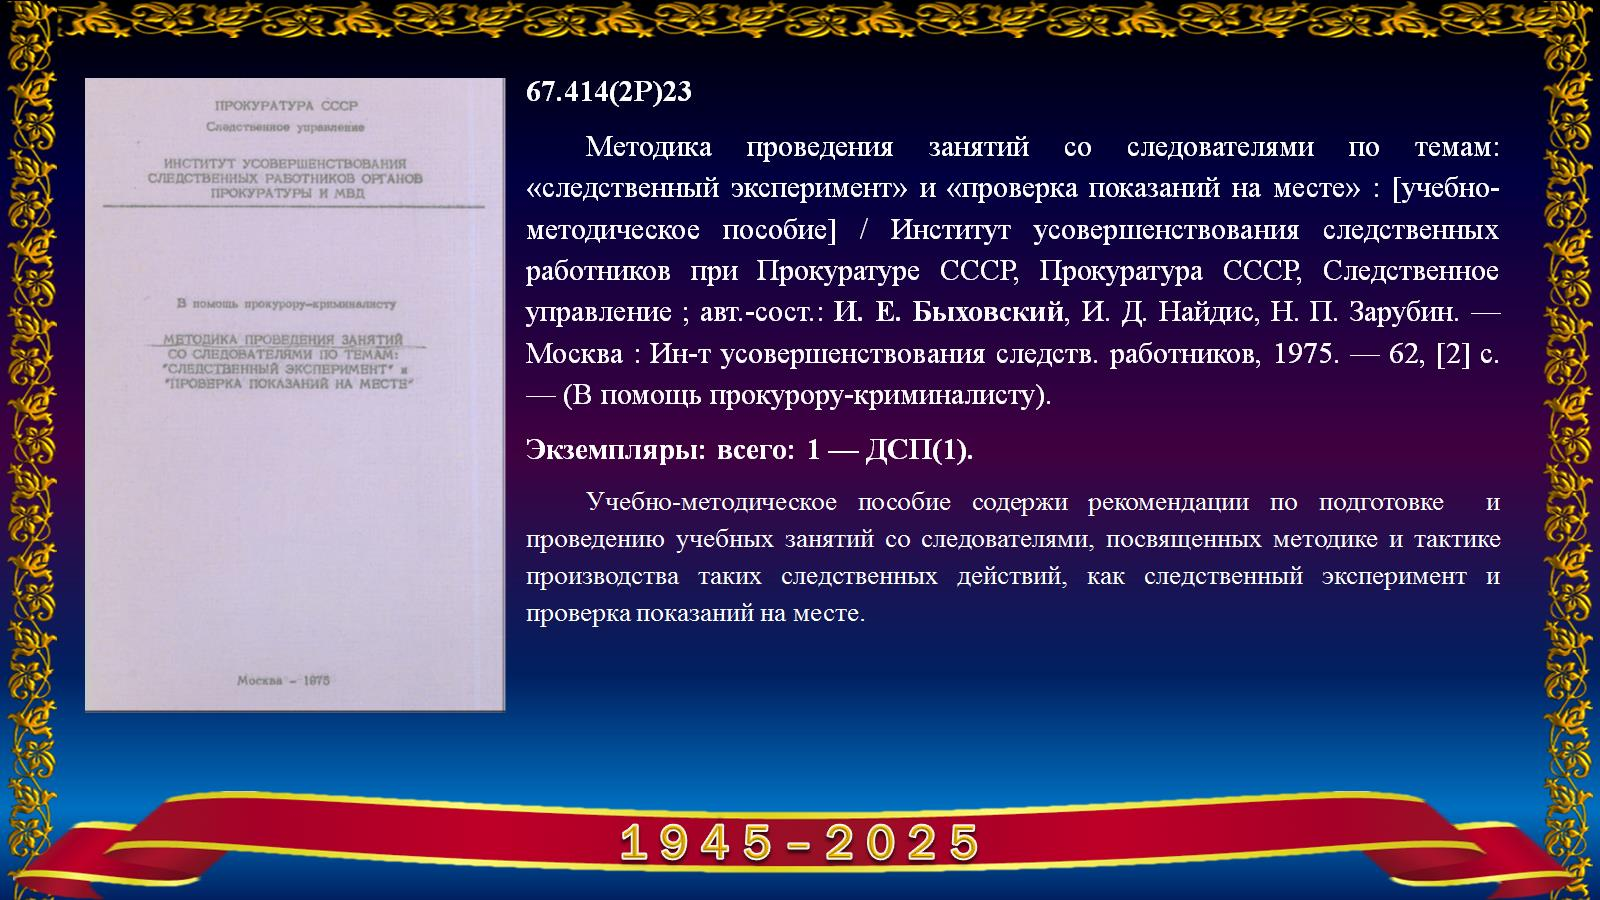 ПРОКУРАТУРА СССР
Следственное управление
ИНСТИТУТ УСОВЕРШЕНСТВОВАНИЯ
СЛЕДСТВЕННЫХ РАБОТНИКОВ ОРГАНОВ
ПРОКУРАТУРЫ И МВД
В помощь прокурору-криминалисту
МЕТОДИКА ПРОВЕДЕНИЯ ЗАНЯТИЙ
СО СЛЕДОВАТЕЛЯМИ ПО ТЕМАМ:
"СЛЕДСТВЕННЫЙ ЭКСПЕРИМЕНТ" и
"ПРОВЕРКА ПОКАЗАНИЙ НА МЕСТЕ"
Москва - 1975
67.414(2Р)23
Методика проведения занятий со следователями по темам:
«следственный эксперимент» и «проверка показаний на месте» : [учебно-
методическое пособие] / Институт усовершенствования следственных
работников при Прокуратуре СССР, Прокуратура СССР, Следственное
управление ; авт.-сост.: И. Е. Быховский, И. Д. Найдис, Н. П. Зарубин. —
Москва : Ин-т усовершенствования следств. работников, 1975. — 62, [2] с.
— (В помощь прокурору-криминалисту).
Экземпляры: всего: 1 — ДСП(1).
Учебно-методическое пособие содержи рекомендации по подготовке и
проведению учебных занятий со следователями, посвященных методике и тактике
производства таких следственных действий, как следственный эксперимент и
проверка показаний на месте.
1945–2025